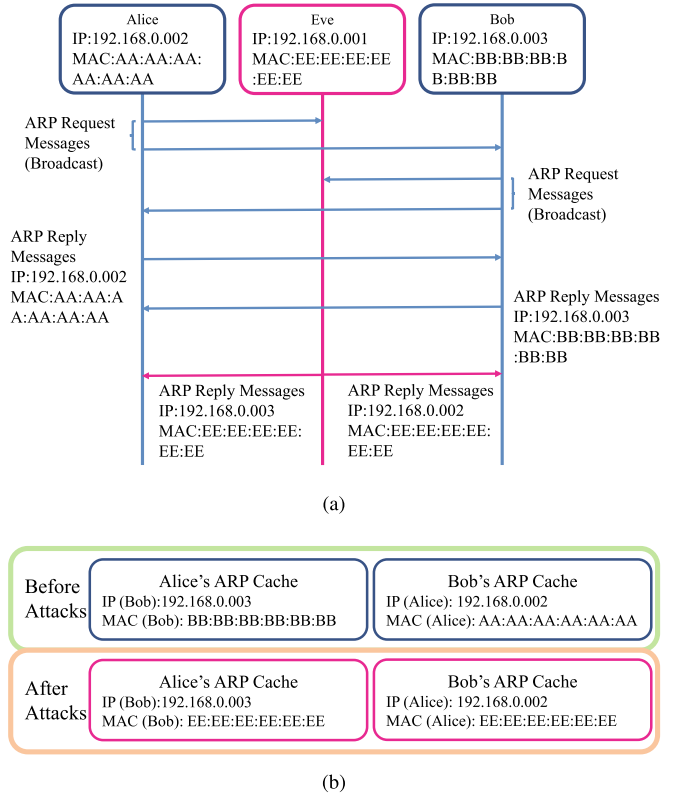 Alice
IP:192.168.0.002
MAC:AA:AA:AA:
AA:AA:AA
Eve
IP:192.168.0.001
MAC:EE:EE:EE:EE
:EE:EE
Bob
IP:192.168.0.003
MAC:BB:BB:BB:B
B:BB:BB
ARP Request
Messages
(Broadcast)
ARP Request
Messages
(Broadcast)
ARP Reply
Messages
IP:192.168.0.002
MAC:AA:AA:A
A:AA:AA:AA
ARP Reply Messages
IP:192.168.0.003
MAC:BB:BB:BB:BB
:BB:BB
ARP Reply Messages
IP:192.168.0.003
MAC:EE:EE:EE:EE:
EE:EE
ARP Reply Messages
IP:192.168.0.002
MAC:EE:EE:EE:EE:
EE:EE
(a)
Before
Attacks
Alice's ARP Cache
IP (Bob):192.168.0.003
MAC (Bob): BB:BB:BB:BB:BB:BB
Bob's ARP Cache
IP (Alice): 192.168.0.002
MAC (Alice): AA:AA:AA:AA:AA:AA
After
Attacks
Alice's ARP Cache
IP (Bob):192.168.0.003
MAC (Bob): EE:EE:EE:EE:EE:EE
Bob's ARP Cache
IP (Alice): 192.168.0.002
MAC (Alice): EE:EE:EE:EE:EE:EE
(b)